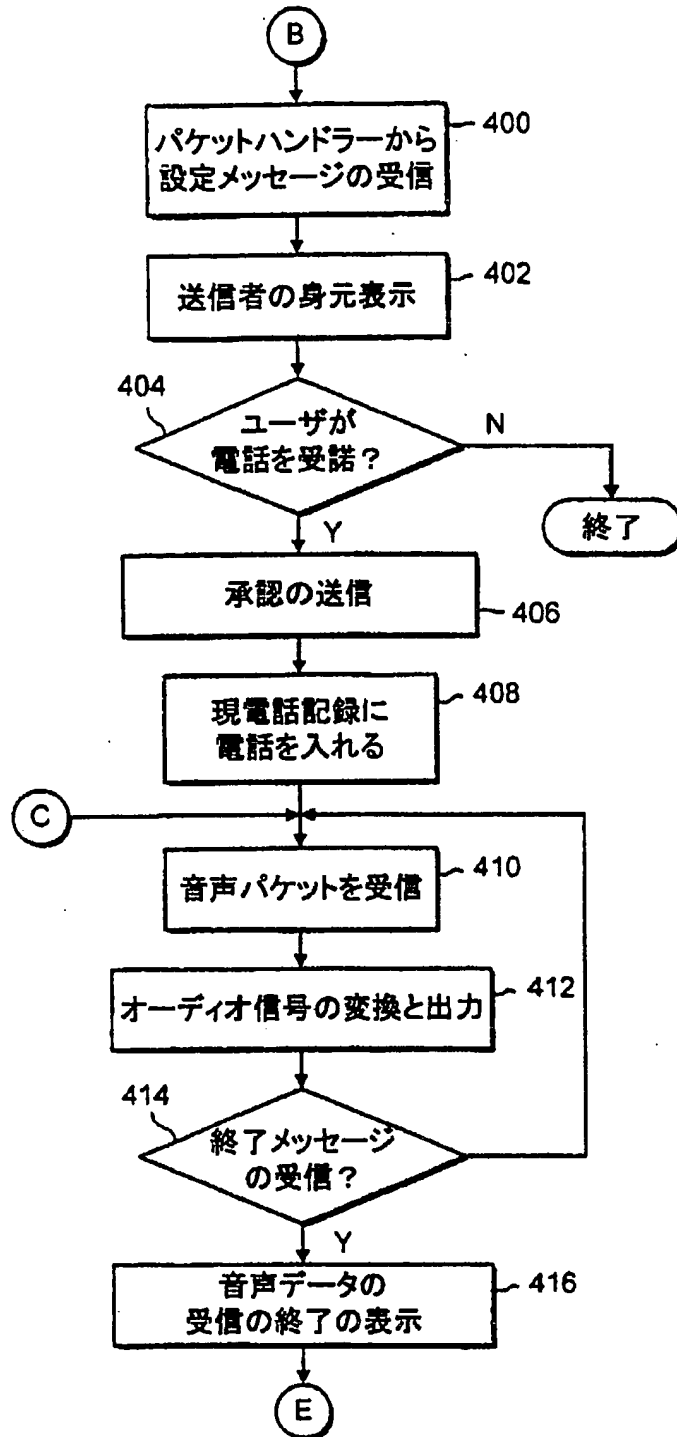 B
パケットハンドラーから
設定メッセージの受信
400
送信者の身元表示
402
404
ユーザが
電話を受諾?
N
終了
Y
承認の送信
406
現電話記録に
電話を入れる
408
C
音声パケットを受信
410
オーディオ信号の変換と出力
412
414
終了メッセージ
の受信?
Y
音声データの
受信の終了の表示
416
E